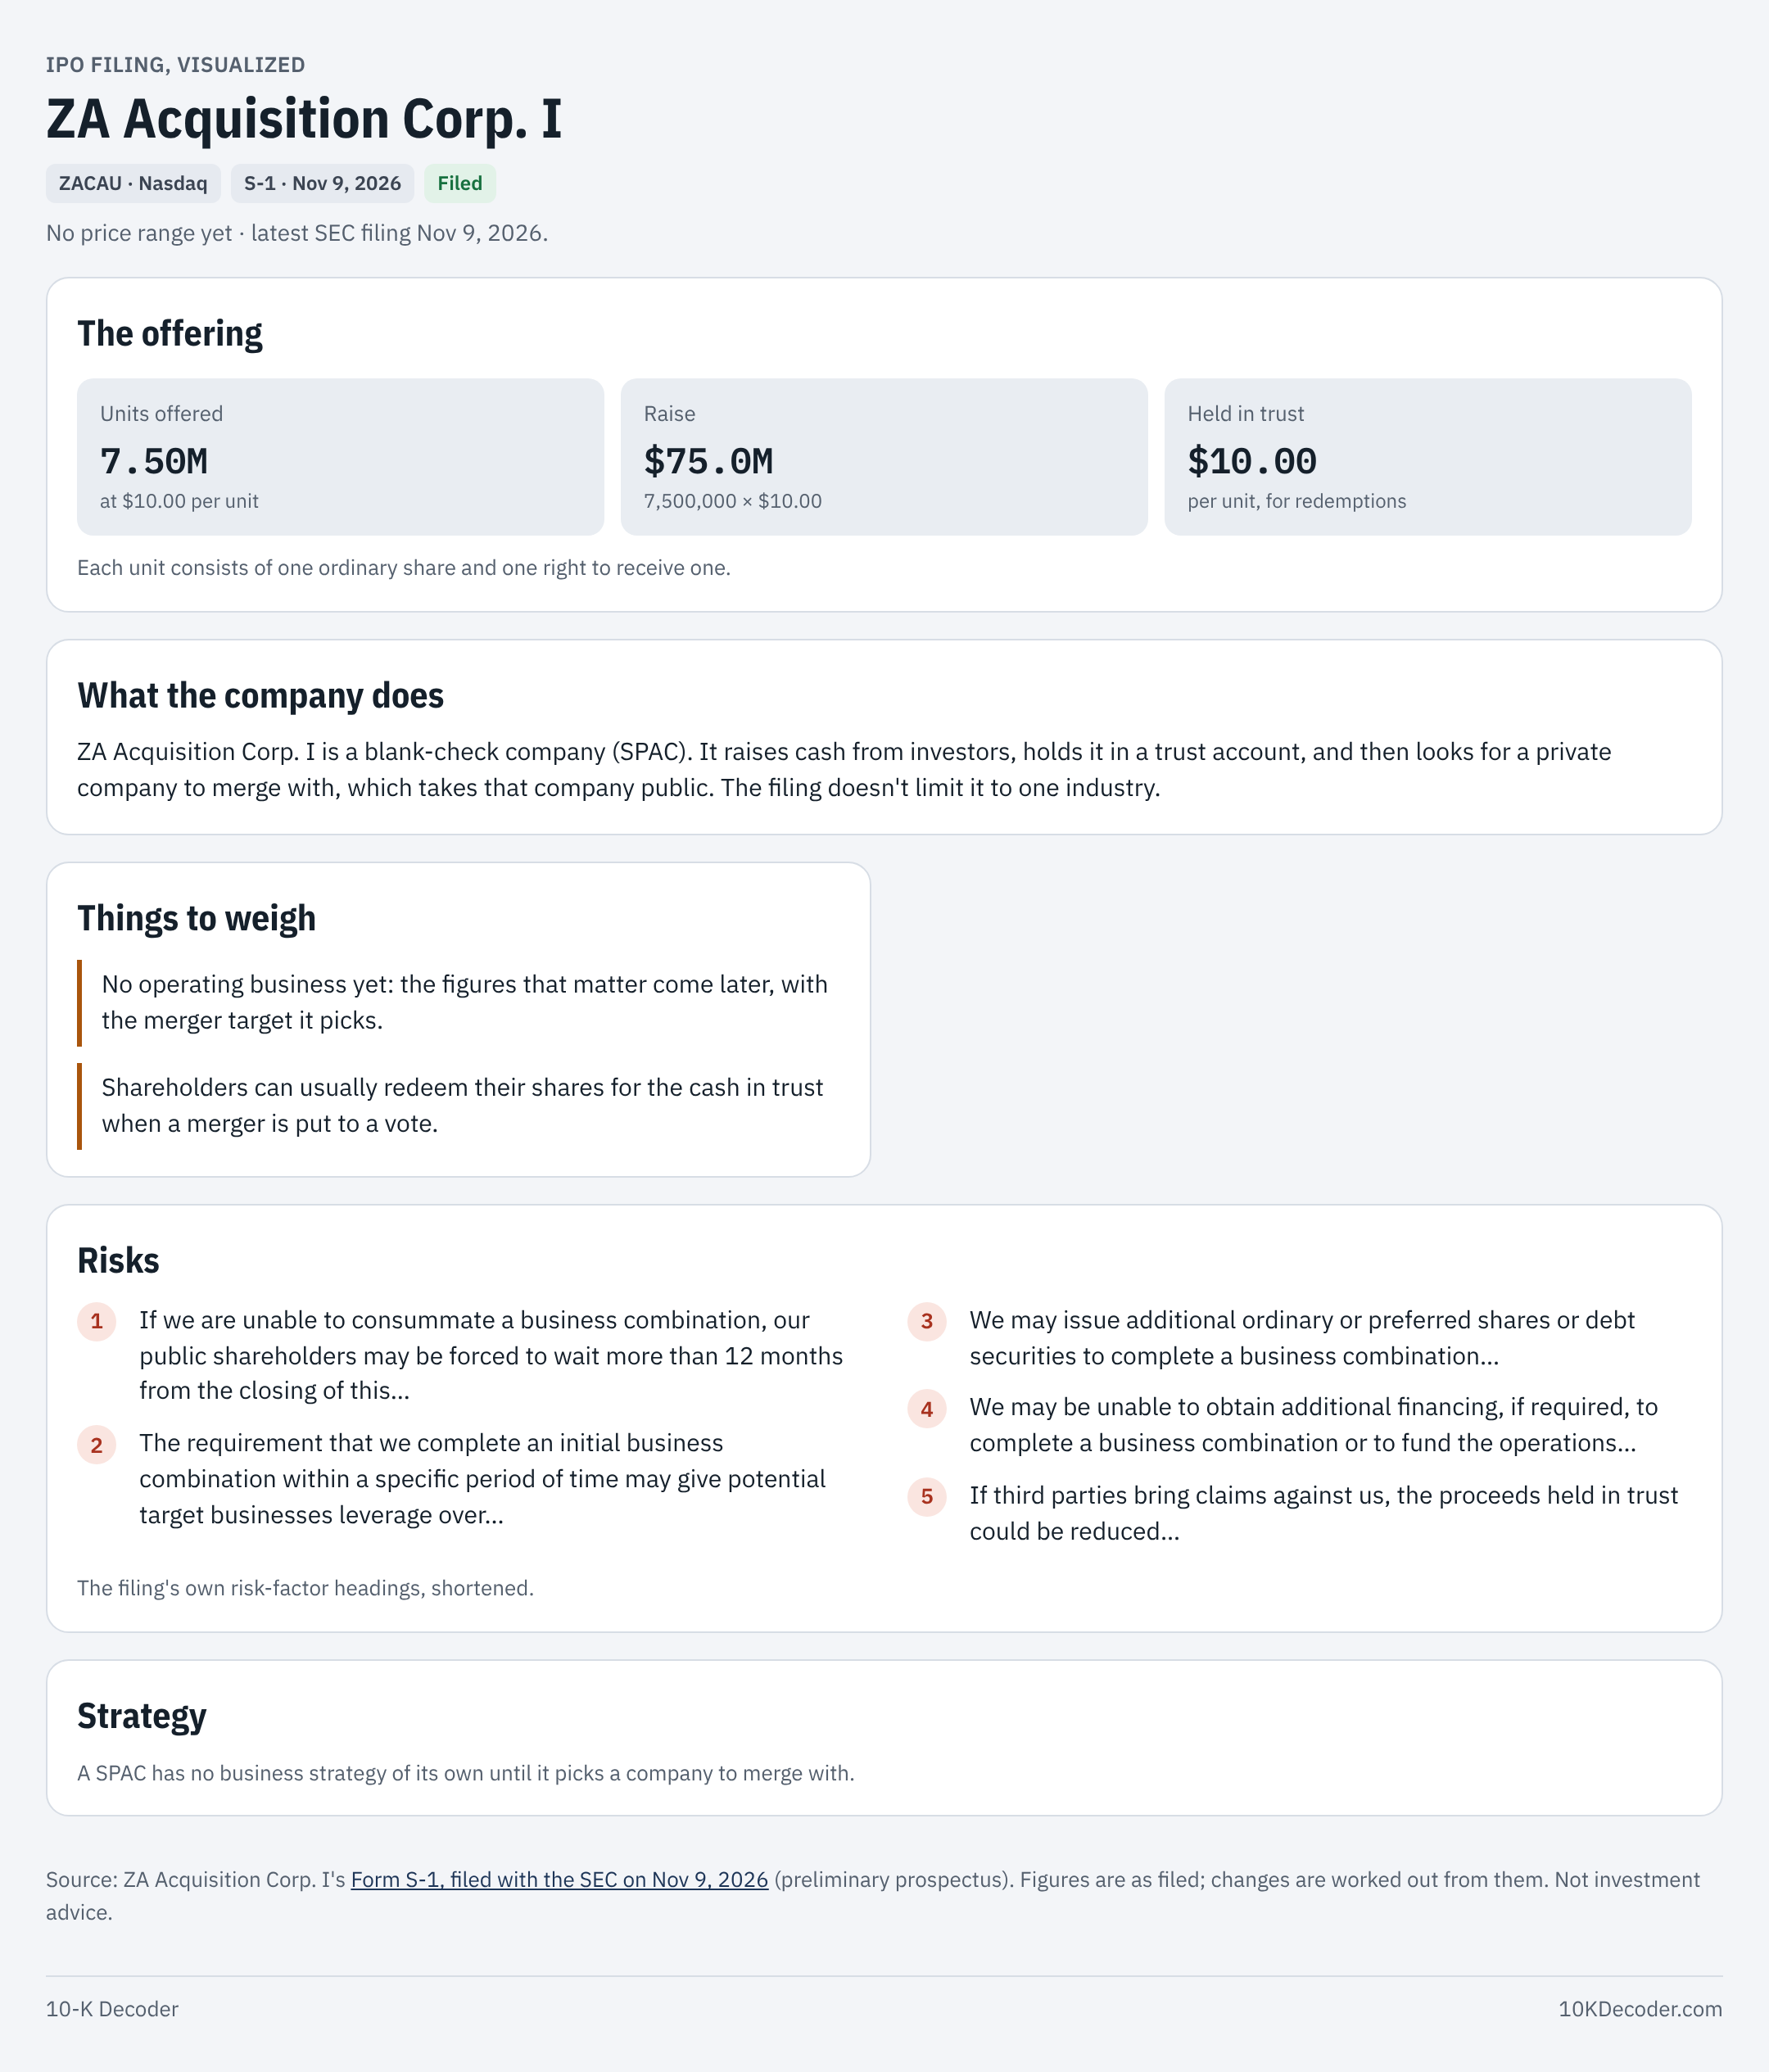 IPO FILING, VISUALIZED
ZA Acquisition Corp. I
ZACAU · Nasdaq
S-1 · Nov 9, 2026
Filed
No price range yet · latest SEC filing Nov 9, 2026.
The offering
Units offered
7.50M
at $10.00 per unit
Raise
$75.0M
7,500,000 × $10.00
Held in trust
$10.00
per unit, for redemptions
Each unit consists of one ordinary share and one right to receive one.
What the company does
ZA Acquisition Corp. I is a blank-check company (SPAC). It raises cash from investors, holds it in a trust account, and then looks for a private
company to merge with, which takes that company public. The filing doesn't limit it to one industry.
Things to weigh
No operating business yet: the figures that matter come later, with
the merger target it picks.
Shareholders can usually redeem their shares for the cash in trust
when a merger is put to a vote.
Risks
1 If we are unable to consummate a business combination, our
public shareholders may be forced to wait more than 12 months
from the closing of this…
2 The requirement that we complete an initial business
combination within a specific period of time may give potential
target businesses leverage over…
3 We may issue additional ordinary or preferred shares or debt
securities to complete a business combination…
4 We may be unable to obtain additional financing, if required, to
complete a business combination or to fund the operations…
5 If third parties bring claims against us, the proceeds held in trust
could be reduced…
The filing's own risk-factor headings, shortened.
Strategy
A SPAC has no business strategy of its own until it picks a company to merge with.
Source: ZA Acquisition Corp. I's Form S-1, filed with the SEC on Nov 9, 2026 (preliminary prospectus). Figures are as filed; changes are worked out from them. Not investment
advice.
10-K Decoder
10KDecoder.com